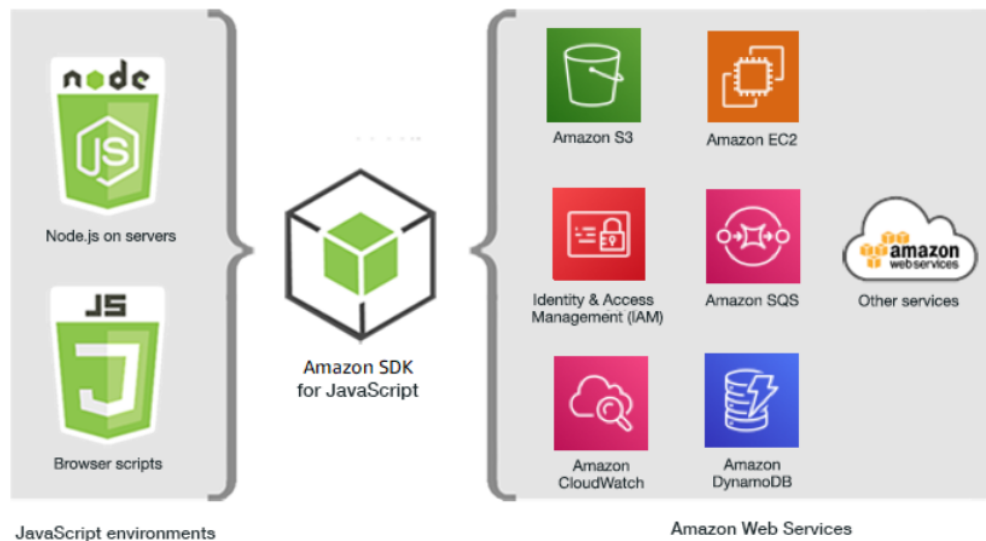 node
JS
Node.js on servers
JS
Browser scripts
JavaScript environments
Amazon SDK
for JavaScript
Amazon S3
Amazon EC2
Identity & Access
Management (IAM)
Amazon SQS
amazon
webservices
Other services
Amazon
CloudWatch
Amazon
DynamoDB
Amazon Web Services